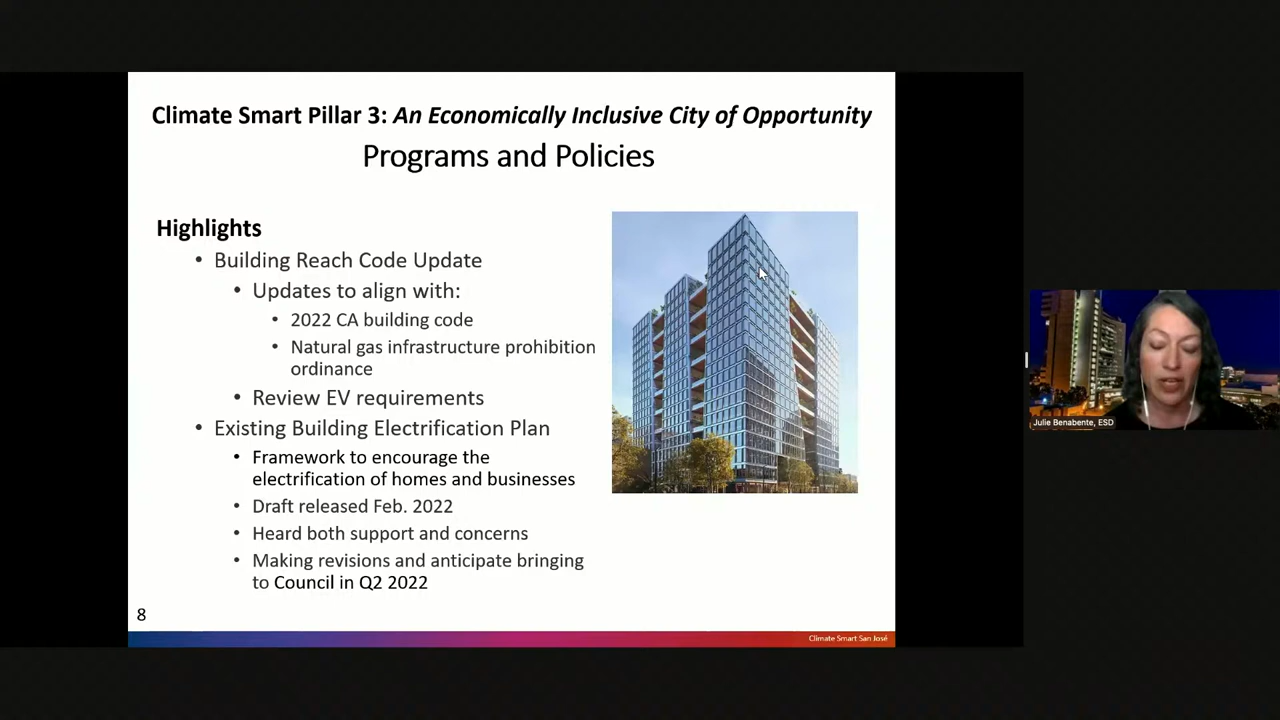 Climate Smart Pillar 3: An Economically Inclusive City of Opportunity
Programs and Policies
Highlights
• Building Reach Code Update
• Updates to align with:
• 2022 CA building code
• Natural gas infrastructure prohibition
ordinance
• Review EV requirements
• Existing Building Electrification Plan
• Framework to encourage the
electrification of homes and businesses
• Draft released Feb. 2022
• Heard both support and concerns
• Making revisions and anticipate bringing
to Council in Q2 2022
8
Climate Smart San José
Julie Benabente, ESD